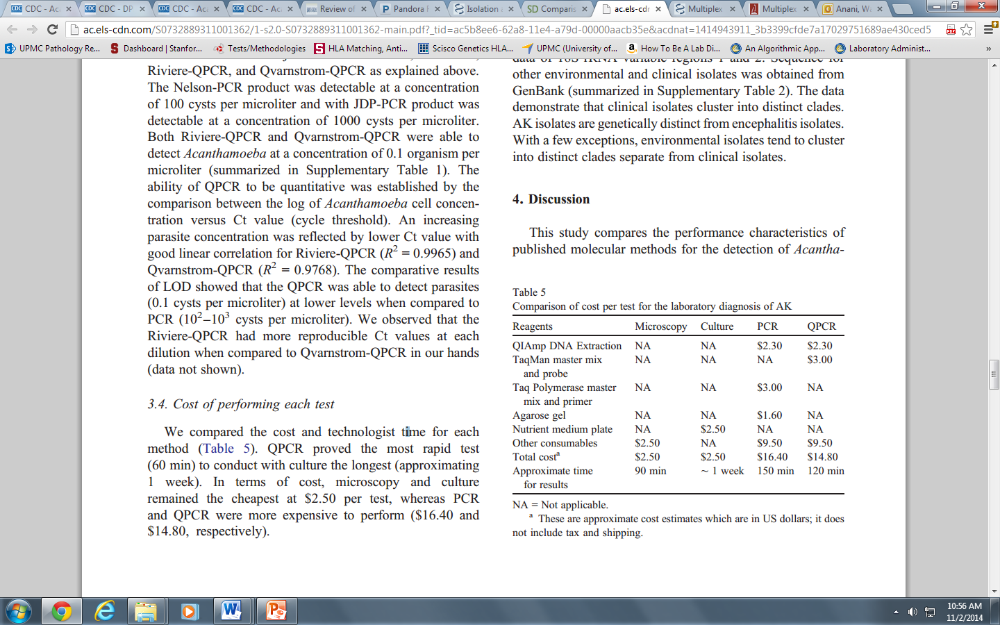 CDC - Aca
CDC - DP
CDC - Aca
CDC - Aca
Review of
Pandora
Isolation
SD Comparis
ac.els-cdn
Multiplex
Multiplex
Anani, W
ac.els-cdn.com/S0732889311001362/1-s2.0-S0732889311001362-main.pdf?_tid=ac5b8ee6-62a8-11e4-a79d-00000aacb35e&acdnat=1414943911_3b3399cfde7a17029751689ae430ced5
UPMC Pathology Re...
Dashboard | Stanfor...
Tests/Methodologies
HLA Matching, Anti...
Scisco Genetics HLA...
UPMC (University of...
How To Be A Lab Di...
An Algorithmic App...
Laboratory Administ...
»
Riviere-QPCR, and Qvarnstrom-QPCR as explained above.
The Nelson-PCR product was detectable at a concentration
of 100 cysts per microliter and with JDP-PCR product was
detectable at a concentration of 1000 cysts per microliter.
Both Riviere-QPCR and Qvarnstrom-QPCR were able to
detect Acanthamoeba at a concentration of 0.1 organism per
microliter (summarized in Supplementary Table 1). The
ability of QPCR to be quantitative was established by the
comparison between the log of Acanthamoeba cell concen-
tration versus Ct value (cycle threshold). An increasing
parasite concentration was reflected by lower Ct value with
good linear correlation for Riviere-QPCR (R² = 0.9965) and
Qvarnstrom-QPCR (R² = 0.9768). The comparative results
of LOD showed that the QPCR was able to detect parasites
(0.1 cysts per microliter) at lower levels when compared to
PCR (10²–10³ cysts per microliter). We observed that the
Riviere-QPCR had more reproducible Ct values at each
dilution when compared to Qvarnstrom-QPCR in our hands
(data not shown).
3.4. Cost of performing each test
We compared the cost and technologist time for each
method (Table 5). QPCR proved the most rapid test
(60 min) to conduct with culture the longest (approximating
1 week). In terms of cost, microscopy and culture
remained the cheapest at $2.50 per test, whereas PCR
and QPCR were more expensive to perform ($16.40 and
$14.80, respectively).
data of 18S rRNA variable regions 1 and 2. Sequence for
other environmental and clinical isolates was obtained from
GenBank (summarized in Supplementary Table 2). The data
demonstrate that clinical isolates cluster into distinct clades.
AK isolates are genetically distinct from encephalitis isolates.
With a few exceptions, environmental isolates tend to cluster
into distinct clades separate from clinical isolates.
4. Discussion
This study compares the performance characteristics of
published molecular methods for the detection of Acantha-
Table 5
Comparison of cost per test for the laboratory diagnosis of AK
Reagents Microscopy Culture PCR QPCR
QIAmp DNA Extraction NA NA $2.30 $2.30
TaqMan master mix NA NA NA $3.00
and probe
Taq Polymerase master NA NA $3.00 NA
mix and primer
Agarose gel NA NA $1.60 NA
Nutrient medium plate NA $2.50 NA NA
Other consumables $2.50 NA $9.50 $9.50
Total costᵃ $2.50 $2.50 $16.40 $14.80
Approximate time 90 min ~ 1 week 150 min 120 min
for results
NA = Not applicable.
ᵃ These are approximate cost estimates which are in US dollars; it does
not include tax and shipping.
10:56 AM
11/2/2014